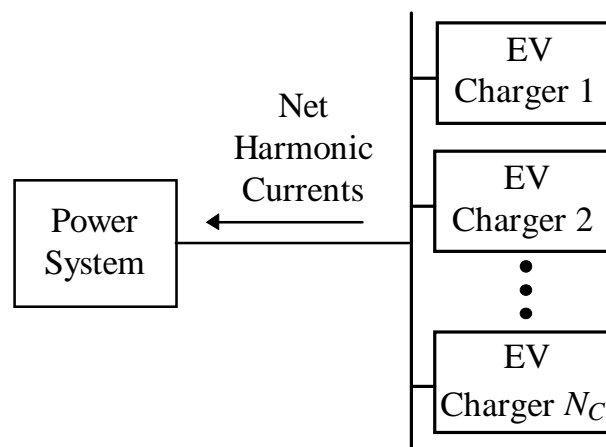 EV
Charger 1
Net
Harmonic
Currents
EV
Charger 2
Power
System
EV
Charger N_C